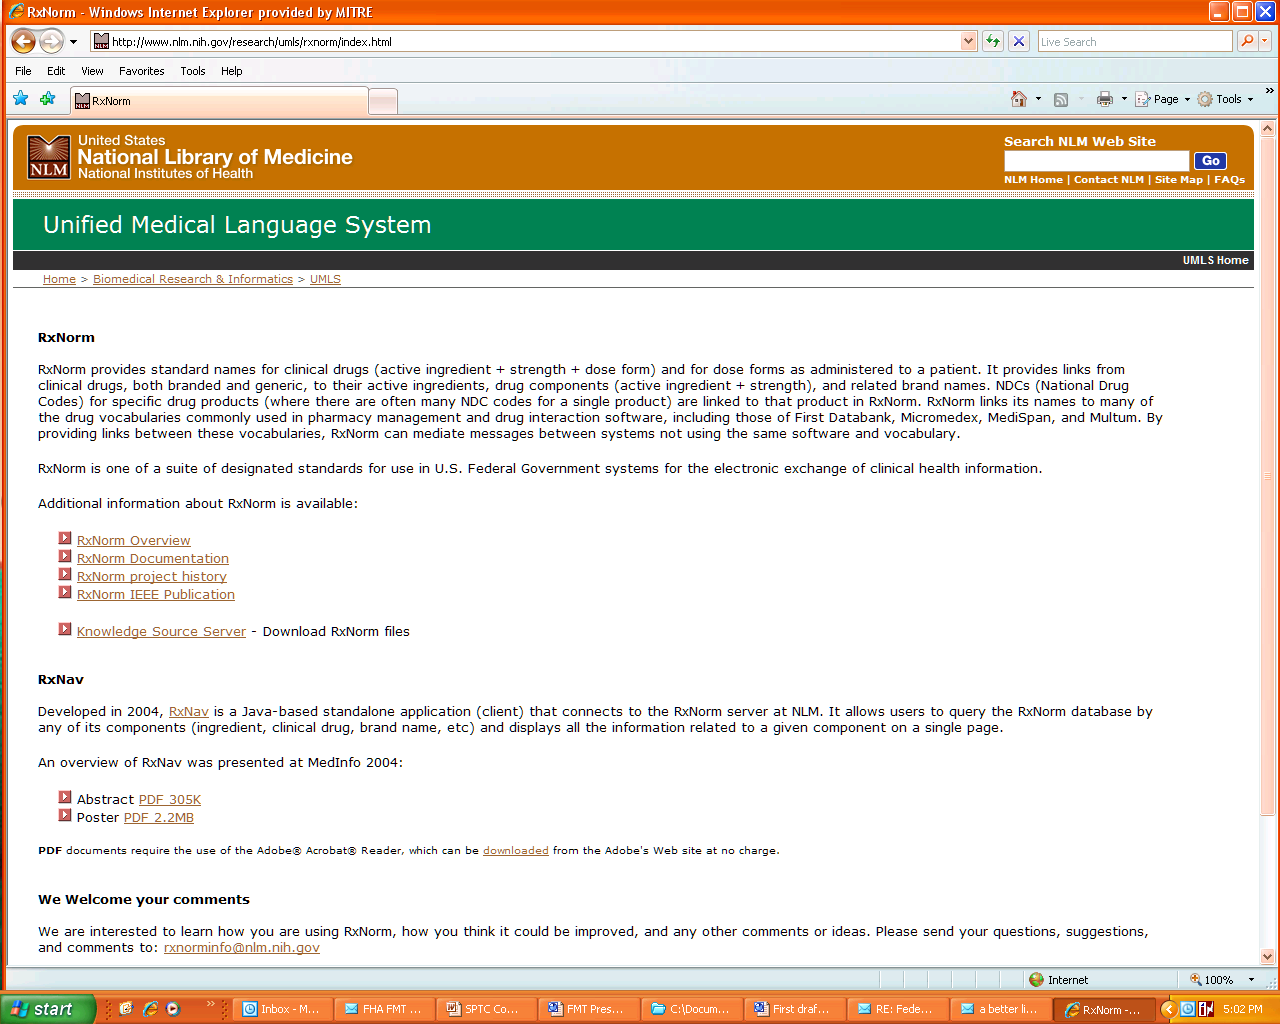 RxNorm - Windows Internet Explorer provided by MITRE
http://www.nlm.nih.gov/research/umls/rxnorm/index.html
Live Search
File Edit View Favorites Tools Help
RxNorm
Page Tools
NLM
United States
National Library of Medicine
National Institutes of Health
Search NLM Web Site
Go
NLM Home | Contact NLM | Site Map | FAQs
Unified Medical Language System
UMLS Home
Home > Biomedical Research & Informatics > UMLS
RxNorm
RxNorm provides standard names for clinical drugs (active ingredient + strength + dose form) and for dose forms as administered to a patient. It provides links from
clinical drugs, both branded and generic, to their active ingredients, drug components (active ingredient + strength), and related brand names. NDCs (National Drug
Codes) for specific drug products (where there are often many NDC codes for a single product) are linked to that product in RxNorm. RxNorm links its names to many of
the drug vocabularies commonly used in pharmacy management and drug interaction software, including those of First Databank, Micromedex, MediSpan, and Multum. By
providing links between these vocabularies, RxNorm can mediate messages between systems not using the same software and vocabulary.
RxNorm is one of a suite of designated standards for use in U.S. Federal Government systems for the electronic exchange of clinical health information.
Additional information about RxNorm is available:
RxNorm Overview
RxNorm Documentation
RxNorm project history
RxNorm IEEE Publication
Knowledge Source Server - Download RxNorm files
RxNav
Developed in 2004, RxNav is a Java-based standalone application (client) that connects to the RxNorm server at NLM. It allows users to query the RxNorm database by
any of its components (ingredient, clinical drug, brand name, etc) and displays all the information related to a given component on a single page.
An overview of RxNav was presented at MedInfo 2004:
Abstract PDF 305K
Poster PDF 2.2MB
PDF documents require the use of the Adobe® Acrobat® Reader, which can be downloaded from the Adobe's Web site at no charge.
We Welcome your comments
We are interested to learn how you are using RxNorm, how you think it could be improved, and any other comments or ideas. Please send your questions, suggestions,
and comments to: rxnorminfo@nlm.nih.gov
Internet 100%
start Inbox - M... FHA FMT ... SPTC Co... FMT Pres... C:\Docum... First draf... RE: Fede... a better li... RxNorm -... 5:02 PM